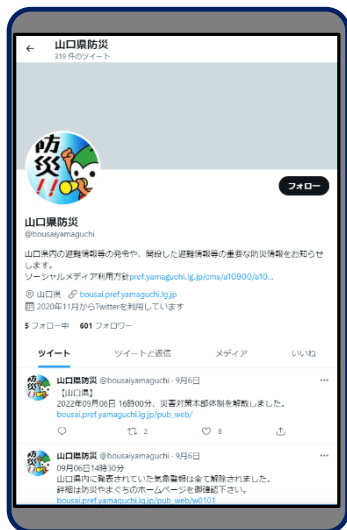 山口県防災
319 件のツイート
防災
フォロー
山口県防災
@bousaiyamaguchi
山口県内の避難情報等の発令や、開設した避難情報等の重要な防災情報をお知らせ
します。
ソーシャルメディア利用方針pref.yamaguchi.lg.jp/cms/a10900/a10...
山口県 bousai.pref.yamaguchi.lg.jp
2020年11月からTwitterを利用しています
5 フォロー中 601 フォロワー
ツイート ツイートと返信 メディア いいね
山口県防災 @bousaiyamaguchi · 9月6日
【山口県】
2022年09月06日 16時00分、災害対策本部体制を解散しました。
bousai.pref.yamaguchi.lg.jp/pub_web/
2 8
山口県防災 @bousaiyamaguchi · 9月6日
09月06日14時30分
山口県内に発表されていた気象警報は全て解除されました。
詳細は防災やまぐちのホームページを御確認下さい。
bousai.pref.yamaguchi.lg.jp/pub_web/w0101